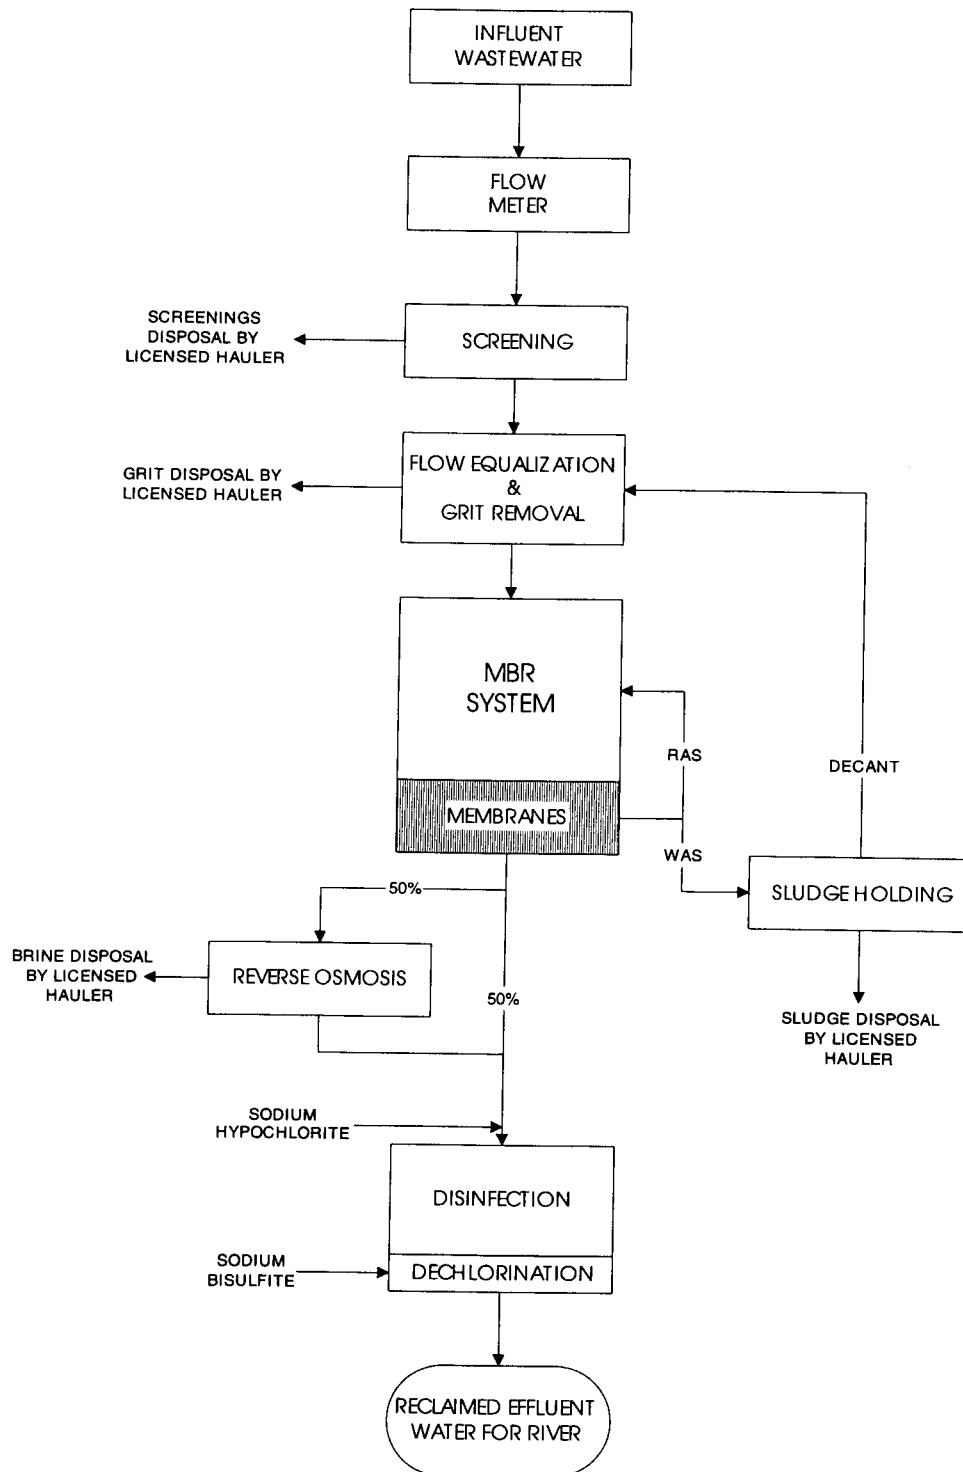 INFLUENT
WASTEWATER
FLOW
METER
SCREENINGS
DISPOSAL BY
LICENSED HAULER
SCREENING
GRIT DISPOSAL BY
LICENSED HAULER
FLOW EQUALIZATION
&
GRIT REMOVAL
MBR
SYSTEM
RAS
DECANT
MEMBRANES
WAS
50%
SLUDGE HOLDING
BRINE DISPOSAL
BY LICENSED
HAULER
REVERSE OSMOSIS
50%
SLUDGE DISPOSAL
BY LICENSED
HAULER
SODIUM
HYPOCHLORITE
DISINFECTION
SODIUM
BISULFITE
DECHLORINATION
RECLAIMED EFFLUENT
WATER FOR RIVER